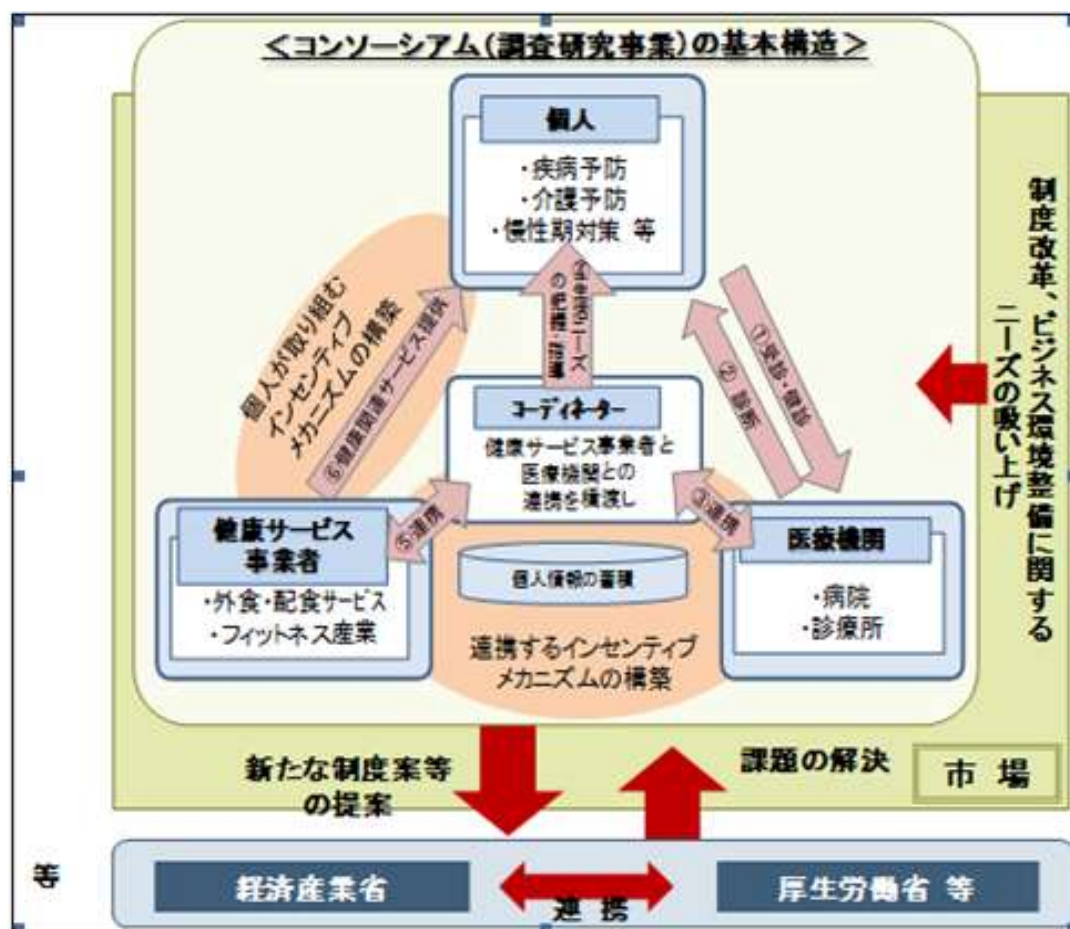 ＜コンソーシアム(調査研究事業)の基本構造＞
個人
・疾病予防
・介護予防
・慢性期対策 等
制度改革、ビジネス環境整備に関する
ニーズの吸い上げ
個人が取り組む
インセンティブ
メカニズムの構築
⑥健康関連サービス提供
④生活ニーズ
の把握・指導
①受診・健診
② 診断
コーディネーター
健康サービス事業者と
医療機関との
連携を橋渡し
⑤連携
③連携
健康サービス
事業者
・外食・配食サービス
・フィットネス産業
個人情報の蓄積
医療機関
・病院
・診療所
連携するインセンティブ
メカニズムの構築
新たな制度案等
の提案
課題の解決
市 場
等
経済産業省
連 携
厚生労働省 等